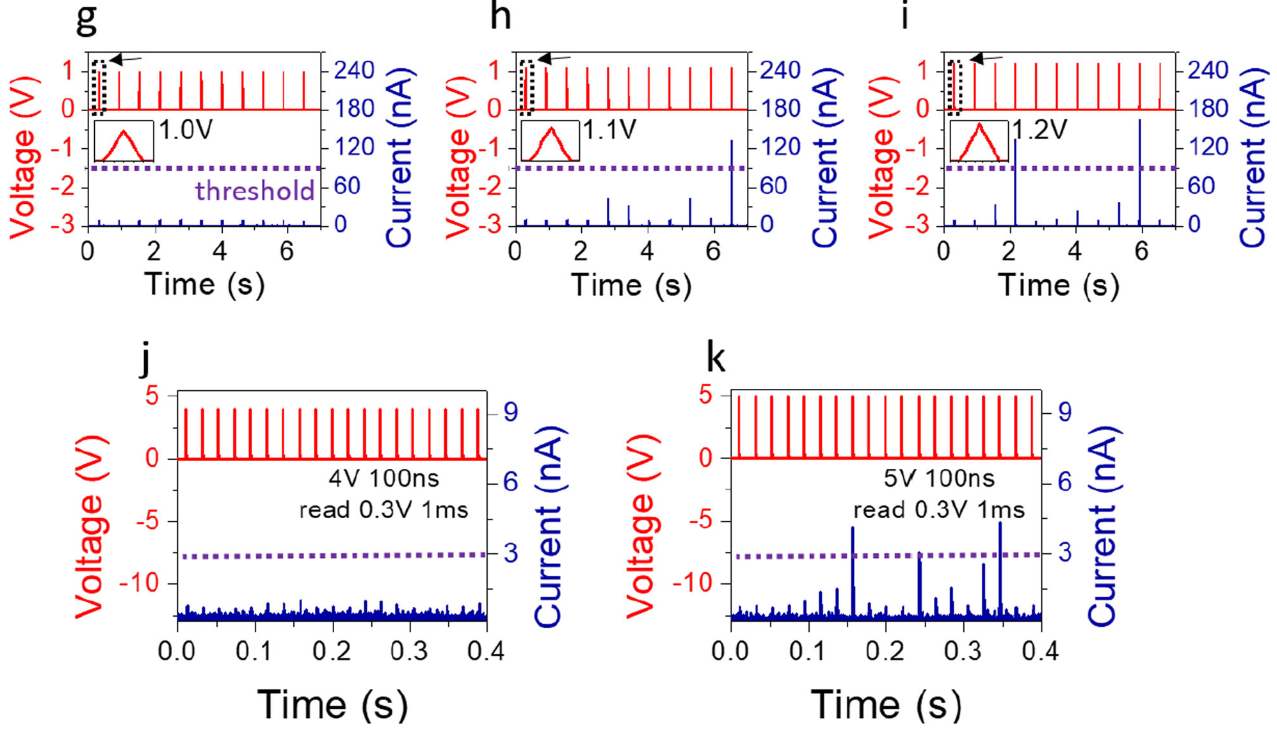 g
h
i
Voltage (V)
1
0
-1
-2
-3
1.0V
threshold
240
180
120
60
0
Current (nA)
0 2 4 6
Time (s)
Voltage (V)
1
0
-1
-2
-3
1.1V
240
180
120
60
0
Current (nA)
0 2 4 6
Time (s)
Voltage (V)
1
0
-1
-2
-3
1.2V
240
180
120
60
0
Current (nA)
0 2 4 6
Time (s)
j
k
Voltage (V)
5
0
-5
-10
4V 100ns
read 0.3V 1ms
9
6
3
Current (nA)
0.0 0.1 0.2 0.3 0.4
Time (s)
Voltage (V)
5
0
-5
-10
5V 100ns
read 0.3V 1ms
9
6
3
Current (nA)
0.0 0.1 0.2 0.3 0.4
Time (s)